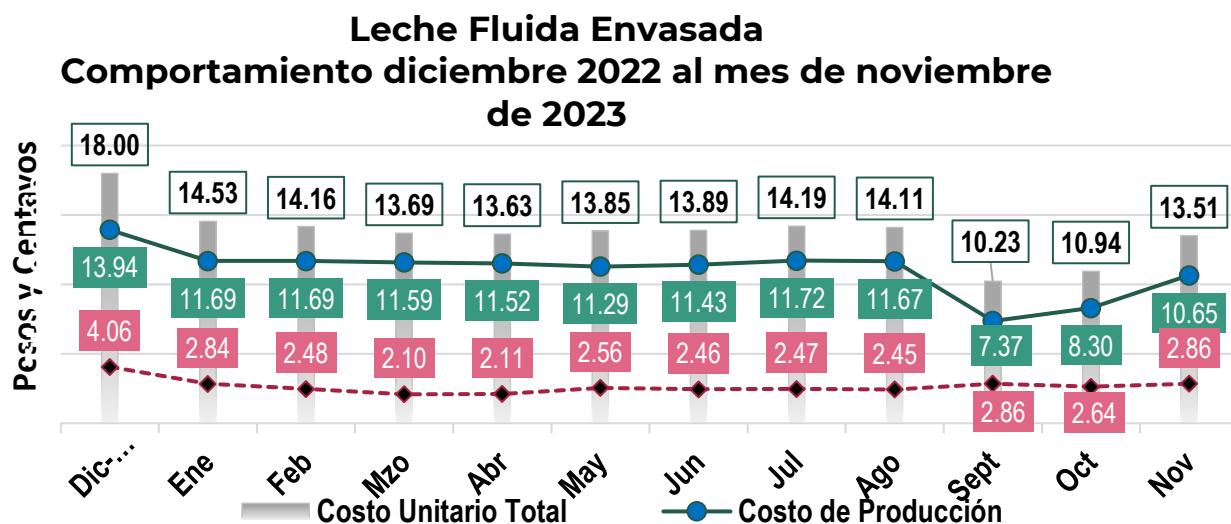 Leche Fluida Envasada
Comportamiento diciembre 2022 al mes de noviembre
de 2023
Pesos y Centavos
18.00
14.53
14.16
13.69
13.63
13.85
13.89
14.19
14.11
10.23
10.94
13.51
13.94
11.69
11.69
11.59
11.52
11.29
11.43
11.72
11.67
7.37
8.30
10.65
4.06
2.84
2.48
2.10
2.11
2.56
2.46
2.47
2.45
2.86
2.64
2.86
Dic-...
Ene
Feb
Mzo
Abr
May
Jun
Jul
Ago
Sept
Oct
Nov
Costo Unitario Total
Costo de Producción